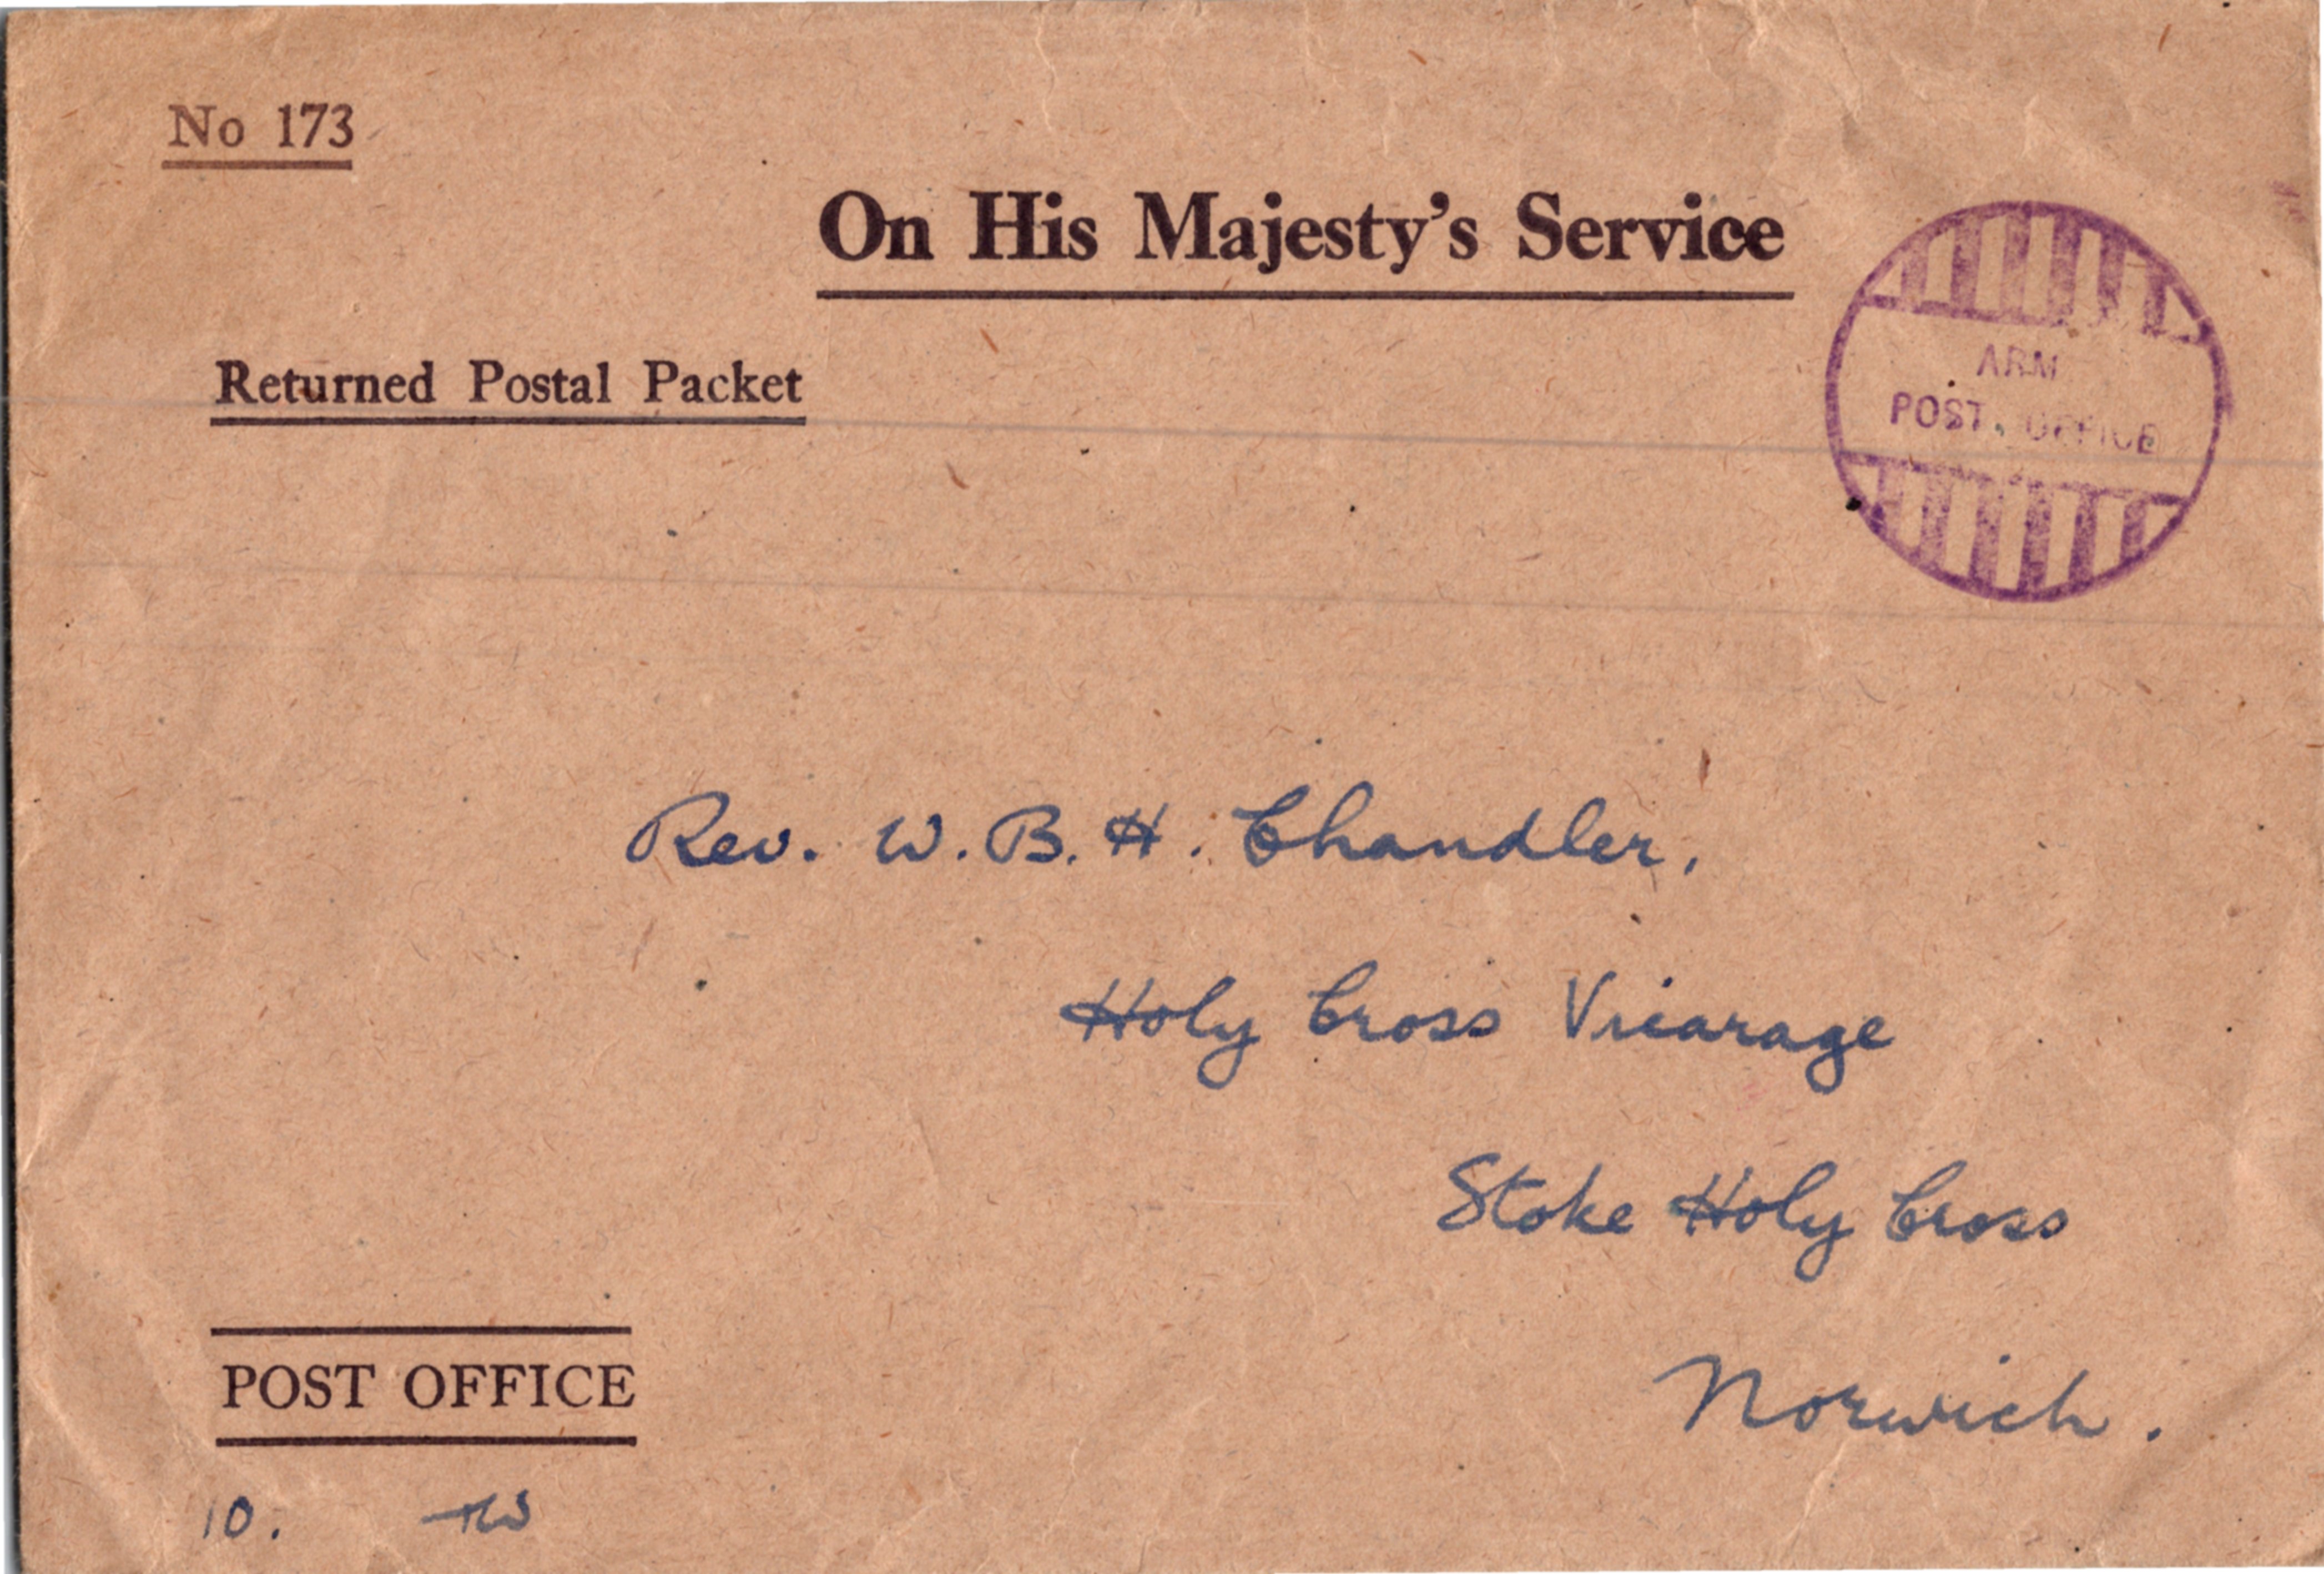 No 173
On His Majesty's Service
Returned Postal Packet
ARM
POST OFFICE
Rev. W. B. H. Chandler,
Holy Cross Vicarage
Stoke Holy Cross
Norwich.
POST OFFICE
10.